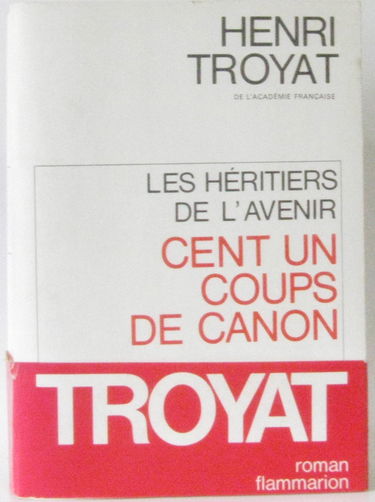 HENRI
TROYAT
DE L'ACADÉMIE FRANÇAISE
LES HÉRITIERS
DE L'AVENIR
CENT UN
COUPS
DE CANON
TROYAT
roman
flammarion